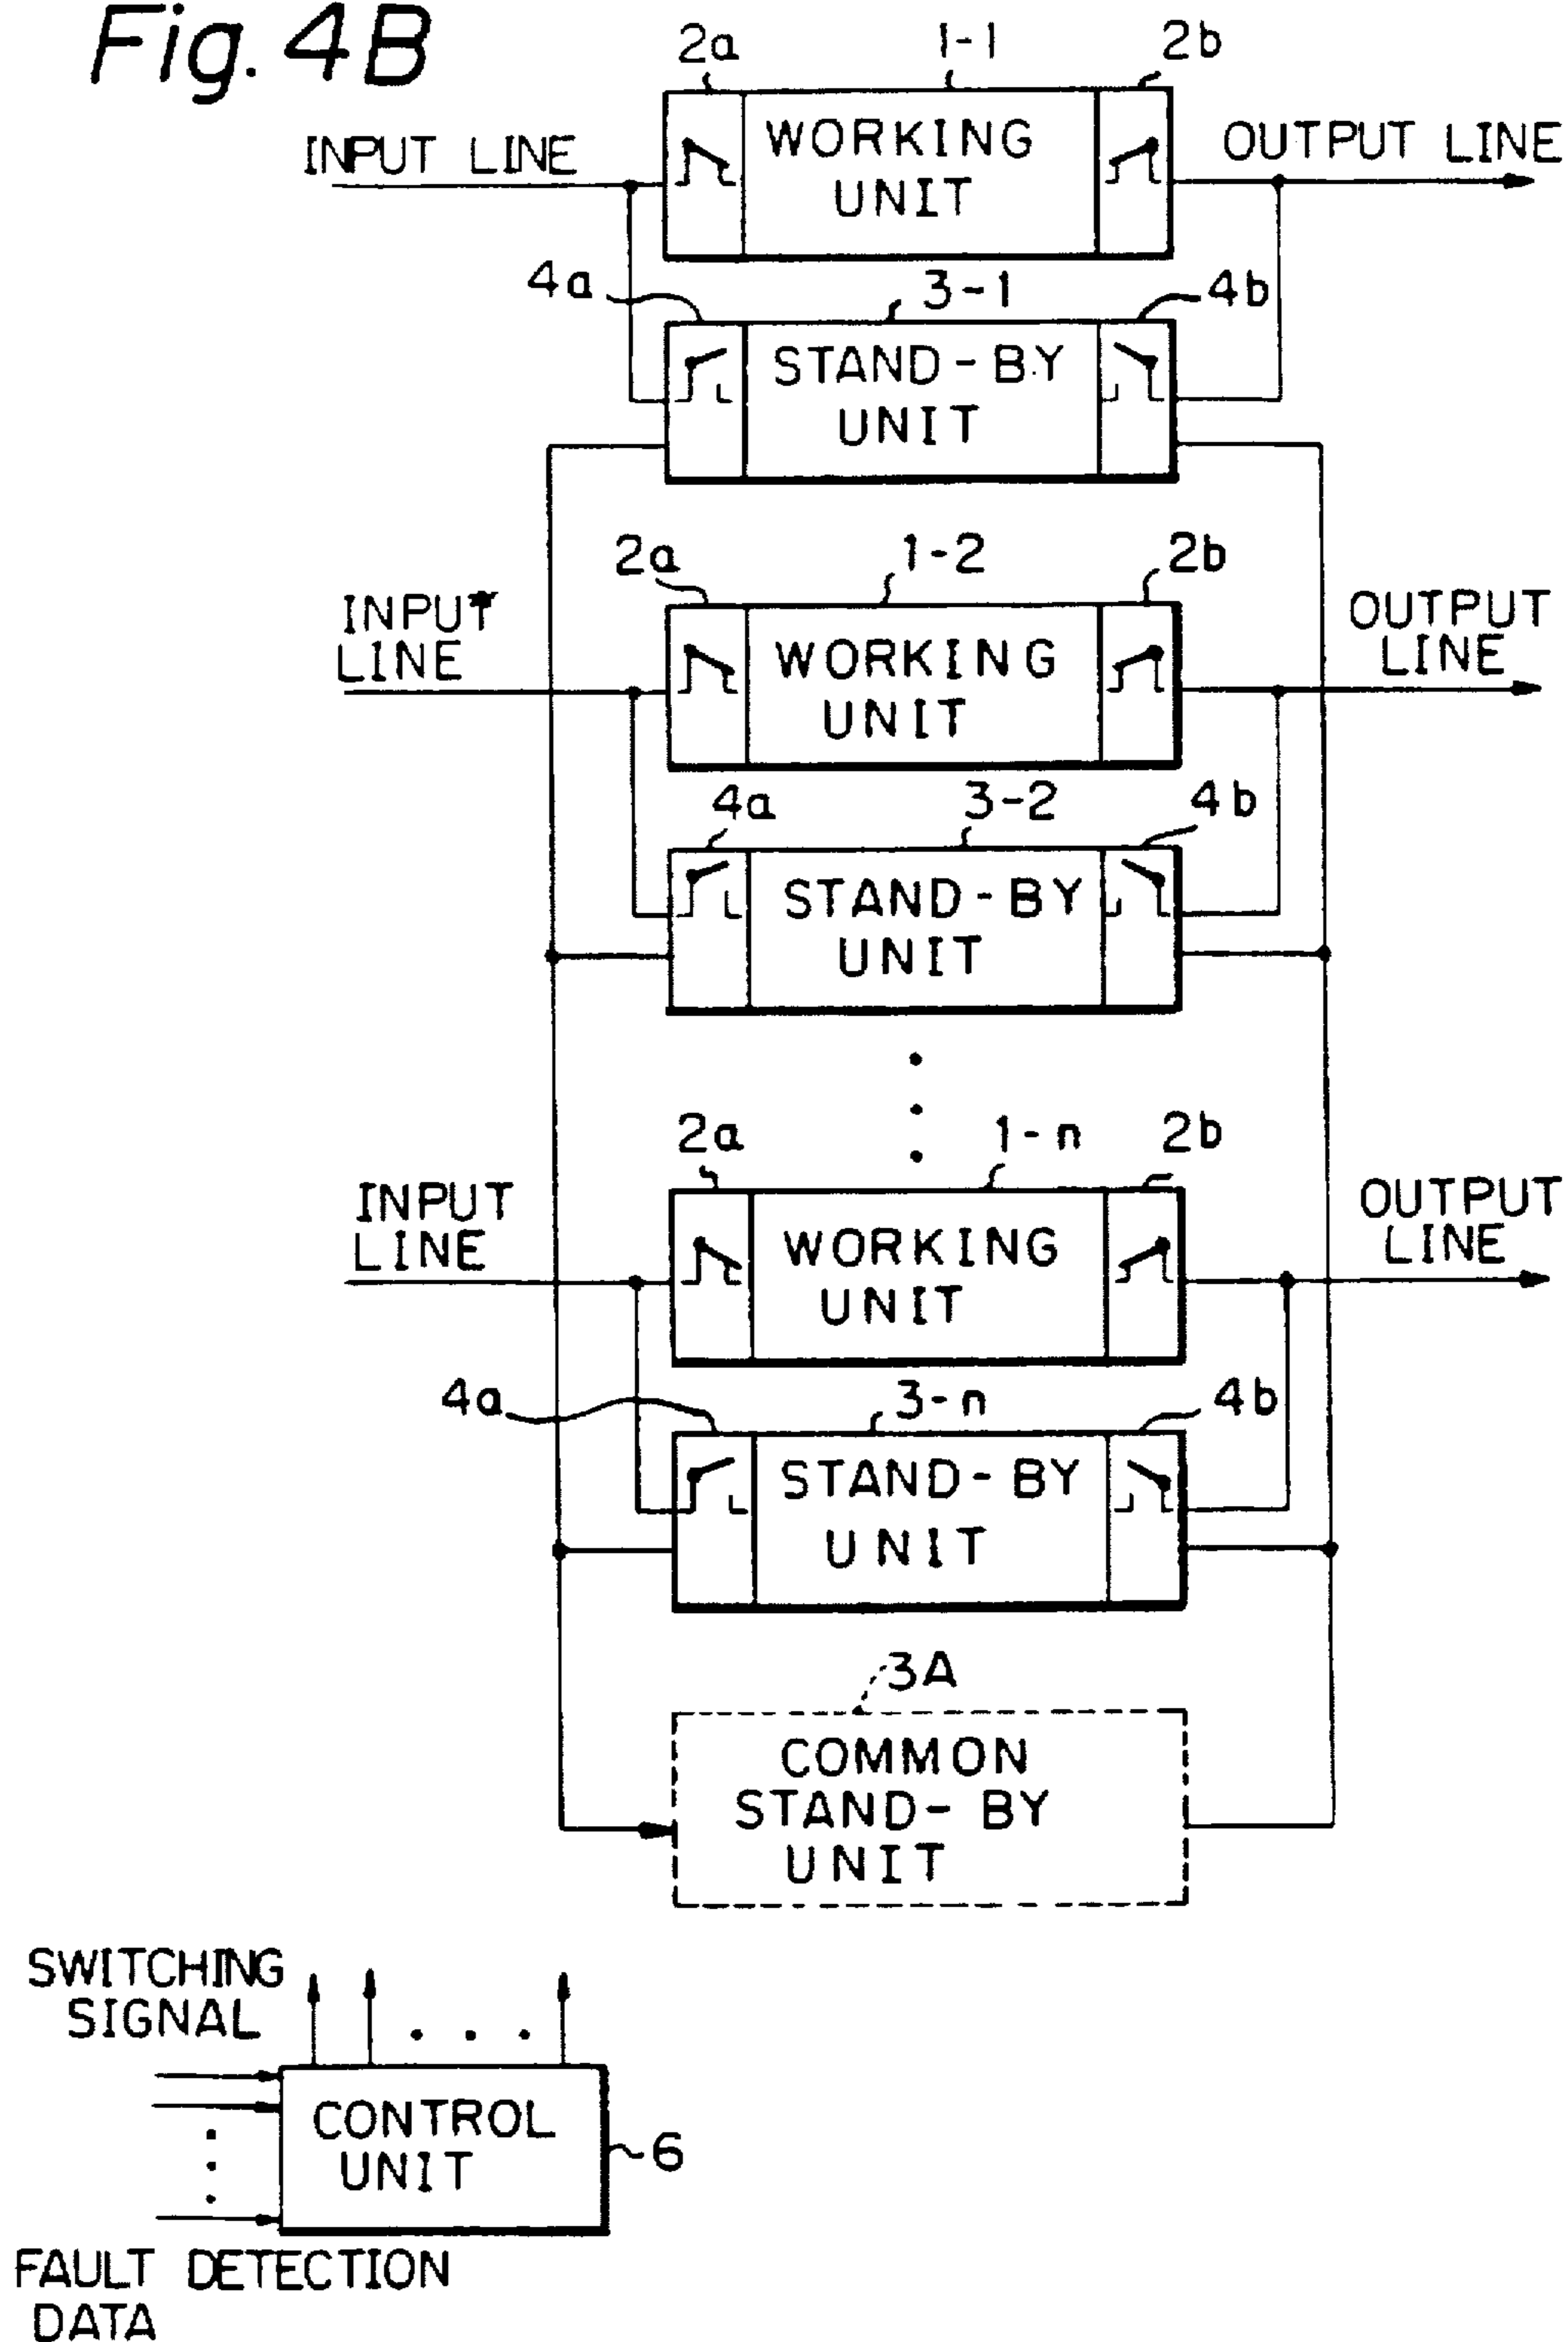 Fig. 4B
2a 1-1 2b
INPUT LINE
WORKING
UNIT
OUTPUT LINE
4a 3-1 4b
STAND-BY
UNIT
2a 1-2 2b
INPUT
LINE
WORKING
UNIT
OUTPUT
LINE
4a 3-2 4b
STAND-BY
UNIT
2a 1-n 2b
INPUT
LINE
WORKING
UNIT
OUTPUT
LINE
4a 3-n 4b
STAND-BY
UNIT
3A
COMMON
STAND-BY
UNIT
SWITCHING
SIGNAL
CONTROL
UNIT
6
FAULT DETECTION
DATA